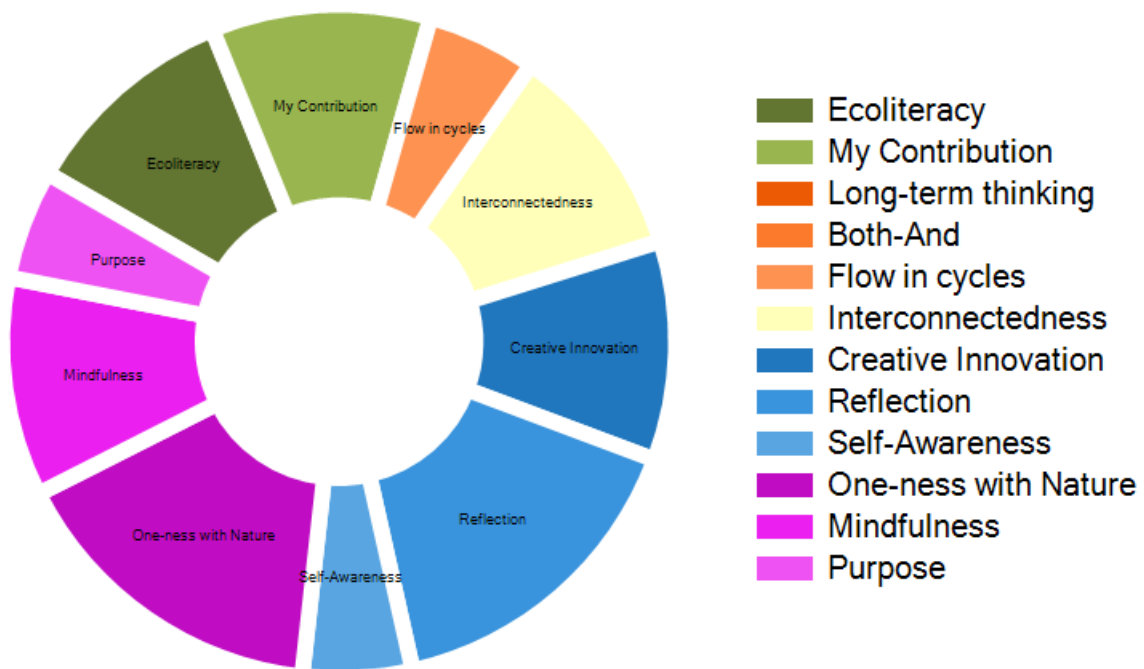 My Contribution
Flow in cycles
Ecoliteracy
Interconnectedness
Purpose
Creative Innovation
Mindfulness
Reflection
One-ness with Nature
Self-Awareness
Ecoliteracy
My Contribution
Long-term thinking
Both-And
Flow in cycles
Interconnectedness
Creative Innovation
Reflection
Self-Awareness
One-ness with Nature
Mindfulness
Purpose